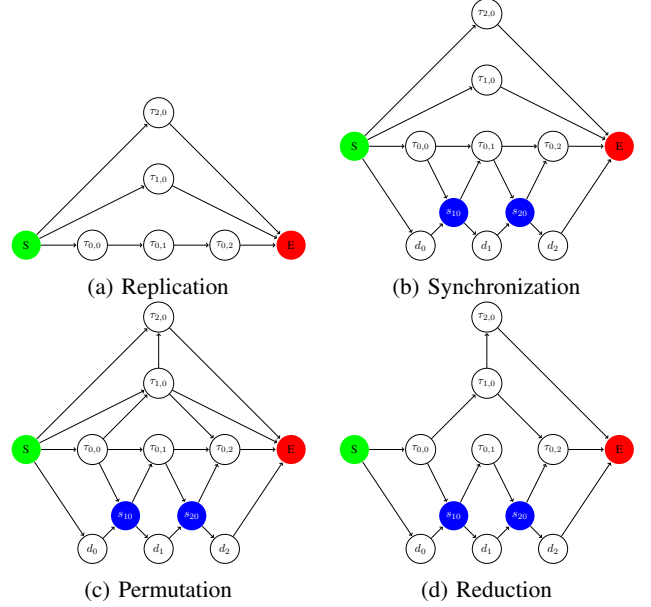 τ2,0
τ1,0
S τ0,0 τ0,1 τ0,2 E
(a) Replication
τ2,0
τ1,0
S τ0,0 τ0,1 τ0,2 E
s10 s20
d0 d1 d2
(b) Synchronization
τ2,0
τ1,0
S τ0,0 τ0,1 τ0,2 E
s10 s20
d0 d1 d2
(c) Permutation
τ2,0
τ1,0
S τ0,0 τ0,1 τ0,2 E
s10 s20
d0 d1 d2
(d) Reduction